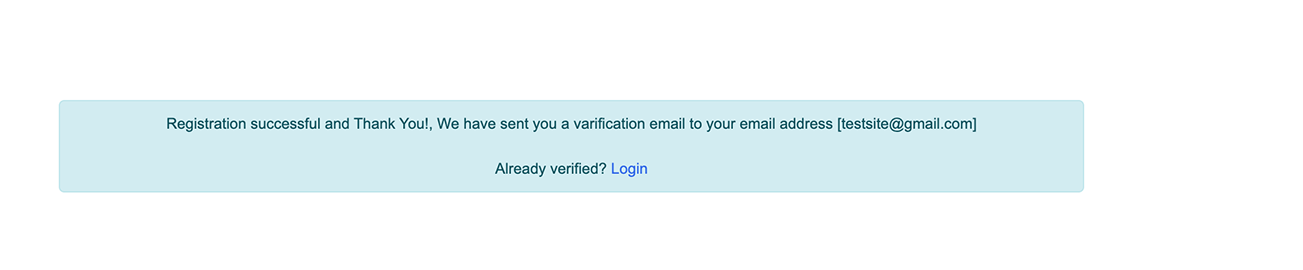 Registration successful and Thank You!, We have sent you a varification email to your email address [testsite@gmail.com]
Already verified? Login